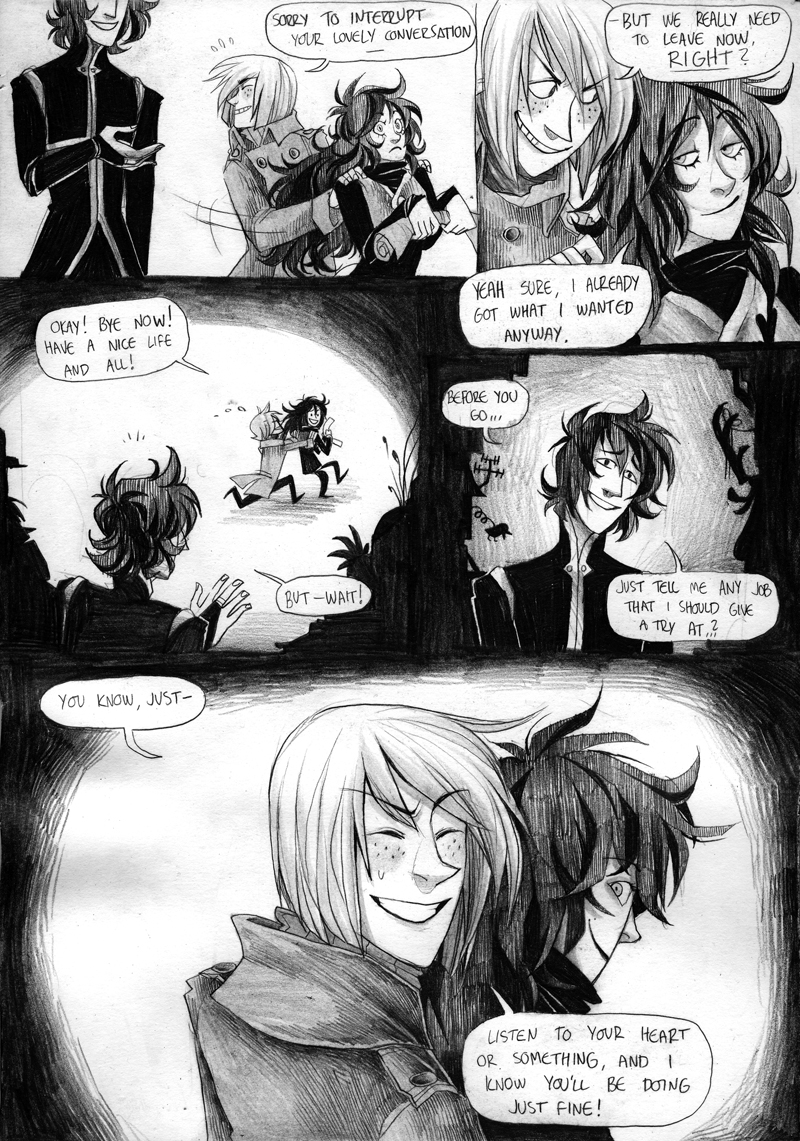 SORRY TO INTERRUPT
YOUR LOVELY CONVERSATION
-BUT WE REALLY NEED
TO LEAVE NOW,
RIGHT?
YEAH SURE, I ALREADY
GOT WHAT I WANTED
ANYWAY.
OKAY! BYE NOW!
HAVE A NICE LIFE
AND ALL!
BUT-WAIT!
BEFORE YOU
GO...
JUST TELL ME ANY JOB
THAT I SHOULD GIVE
A TRY AT..?
YOU KNOW, JUST-
LISTEN TO YOUR HEART
OR SOMETHING, AND I
KNOW YOU'LL BE DOING
JUST FINE!